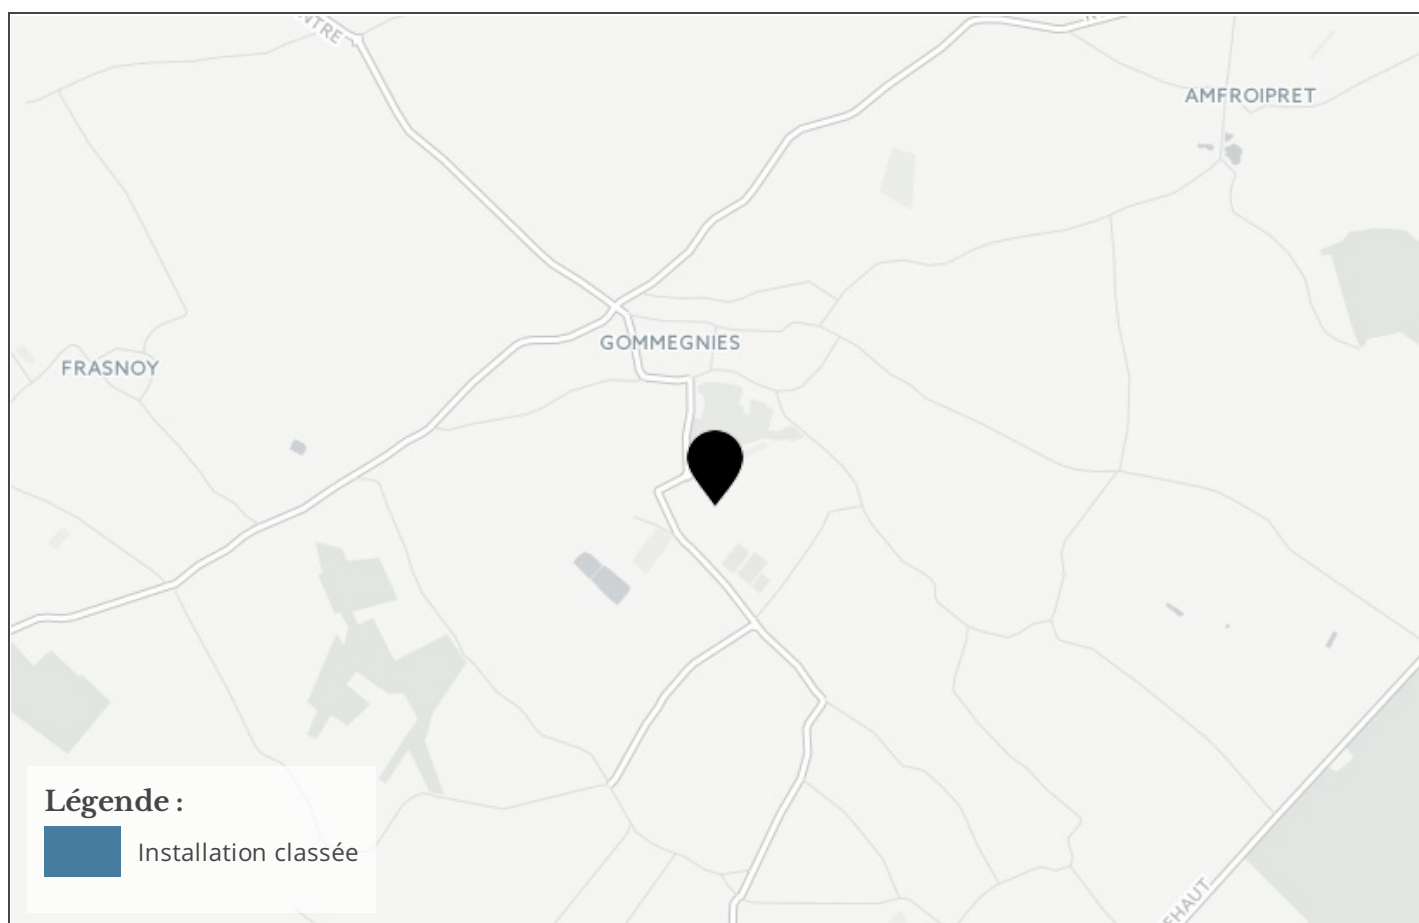 AMFROIPRET
GOMMEGNIES
FRASNOY
Légende :
Installation classée